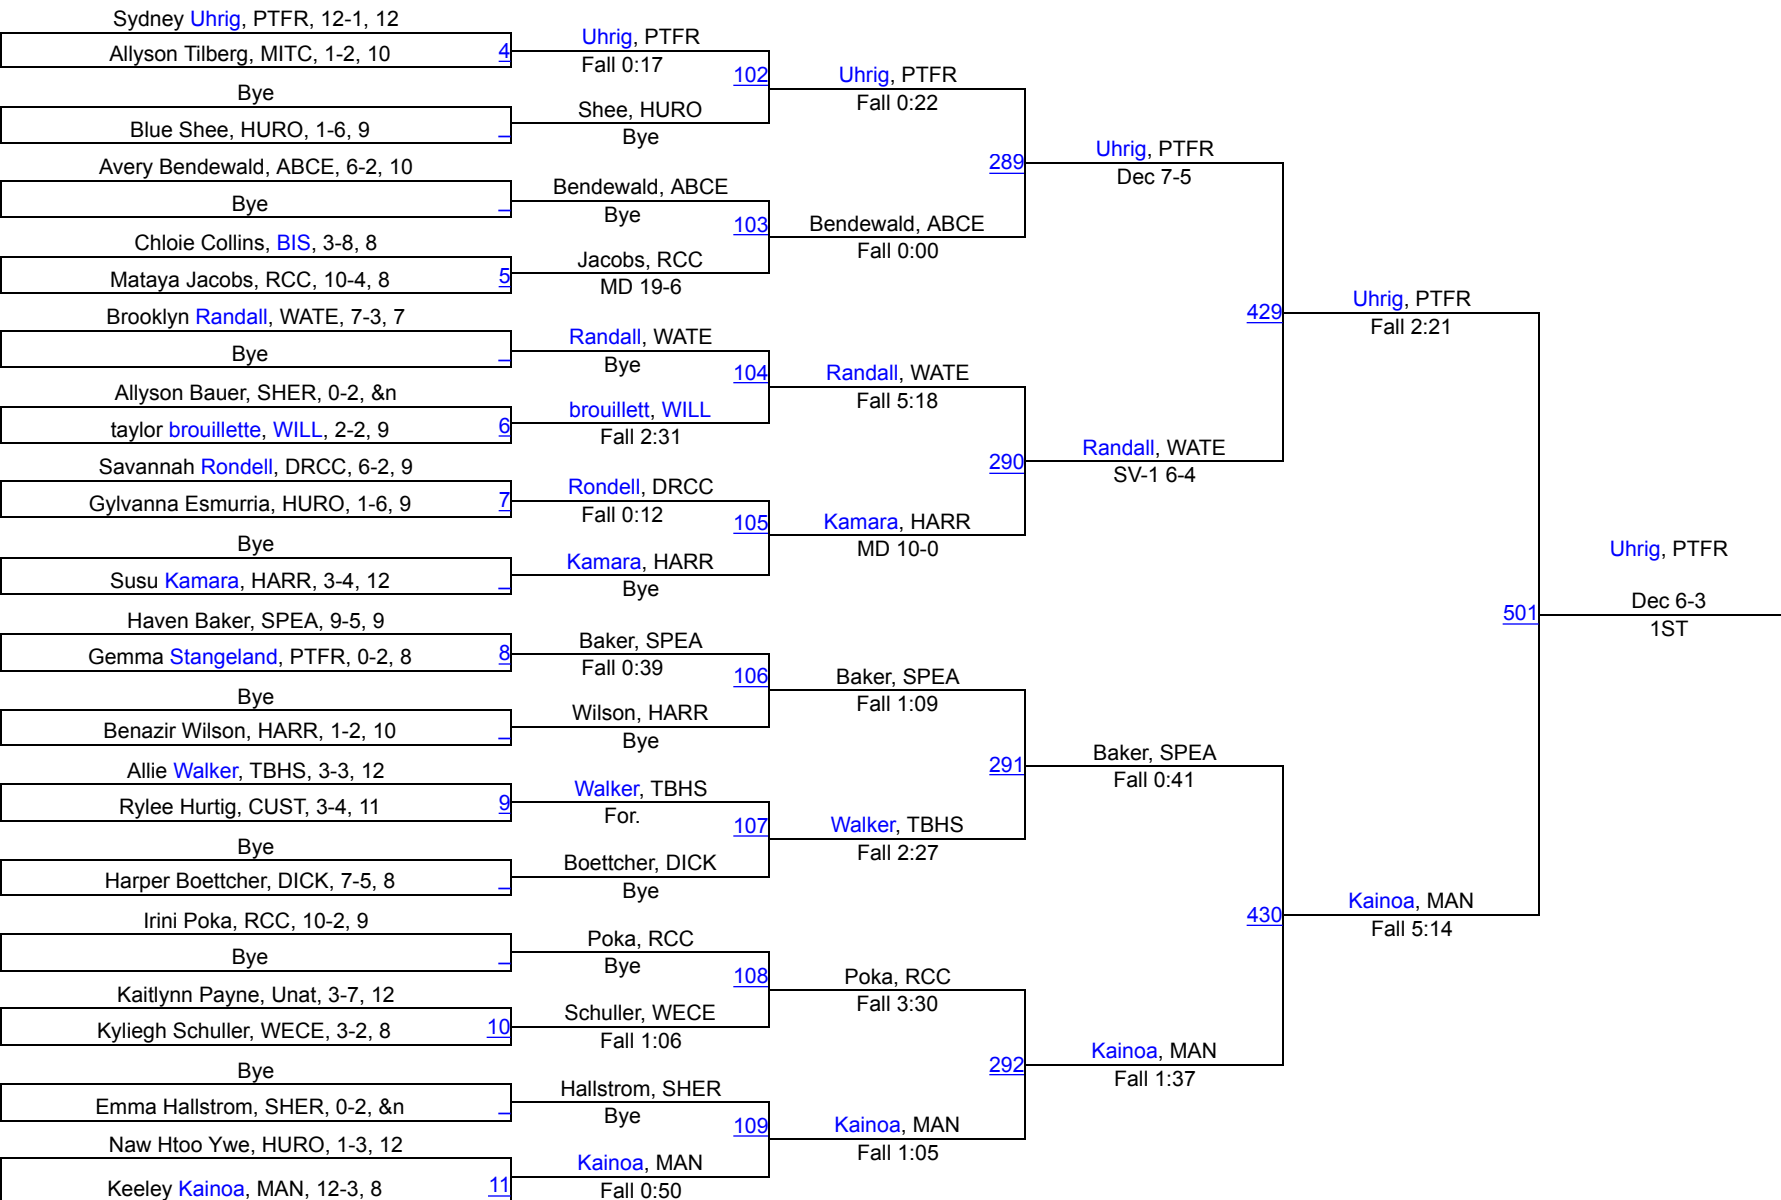 Sydney Uhrig, PTFR, 12-1, 12
Allyson Tilberg, MITC, 1-2, 10
4
Bye
Blue Shee, HURO, 1-6, 9
Avery Bendewald, ABCE, 6-2, 10
Bye
Chloie Collins, BIS, 3-8, 8
Mataya Jacobs, RCC, 10-4, 8
5
Brooklyn Randall, WATE, 7-3, 7
Bye
Allyson Bauer, SHER, 0-2, &n
taylor brouillette, WILL, 2-2, 9
6
Savannah Rondell, DRCC, 6-2, 9
Gylvanna Esmurria, HURO, 1-6, 9
7
Bye
Susu Kamara, HARR, 3-4, 12
Haven Baker, SPEA, 9-5, 9
Gemma Stangeland, PTFR, 0-2, 8
8
Bye
Benazir Wilson, HARR, 1-2, 10
Allie Walker, TBHS, 3-3, 12
Rylee Hurtig, CUST, 3-4, 11
9
Bye
Harper Boettcher, DICK, 7-5, 8
Irini Poka, RCC, 10-2, 9
Bye
Kaitlynn Payne, Unat, 3-7, 12
Kyliegh Schuller, WECE, 3-2, 8
10
Bye
Emma Hallstrom, SHER, 0-2, &n
Naw Htoo Ywe, HURO, 1-3, 12
Keeley Kainoa, MAN, 12-3, 8
11
Uhrig, PTFR
Fall 0:17
102
Shee, HURO
Bye
Bendewald, ABCE
Bye
103
Jacobs, RCC
MD 19-6
Randall, WATE
Bye
104
brouillett, WILL
Fall 2:31
Rondell, DRCC
Fall 0:12
105
Kamara, HARR
Bye
Baker, SPEA
Fall 0:39
106
Wilson, HARR
Bye
Walker, TBHS
For.
107
Boettcher, DICK
Bye
Poka, RCC
Bye
108
Schuller, WECE
Fall 1:06
Hallstrom, SHER
Bye
109
Kainoa, MAN
Fall 0:50
Uhrig, PTFR
Fall 0:22
289
Bendewald, ABCE
Fall 0:00
Randall, WATE
Fall 5:18
290
Kamara, HARR
MD 10-0
Baker, SPEA
Fall 1:09
291
Walker, TBHS
Fall 2:27
Poka, RCC
Fall 3:30
292
Kainoa, MAN
Fall 1:05
Uhrig, PTFR
Dec 7-5
429
Randall, WATE
SV-1 6-4
Baker, SPEA
Fall 0:41
430
Kainoa, MAN
Fall 1:37
Uhrig, PTFR
Fall 2:21
501
Kainoa, MAN
Fall 5:14
Uhrig, PTFR
Dec 6-3
1ST